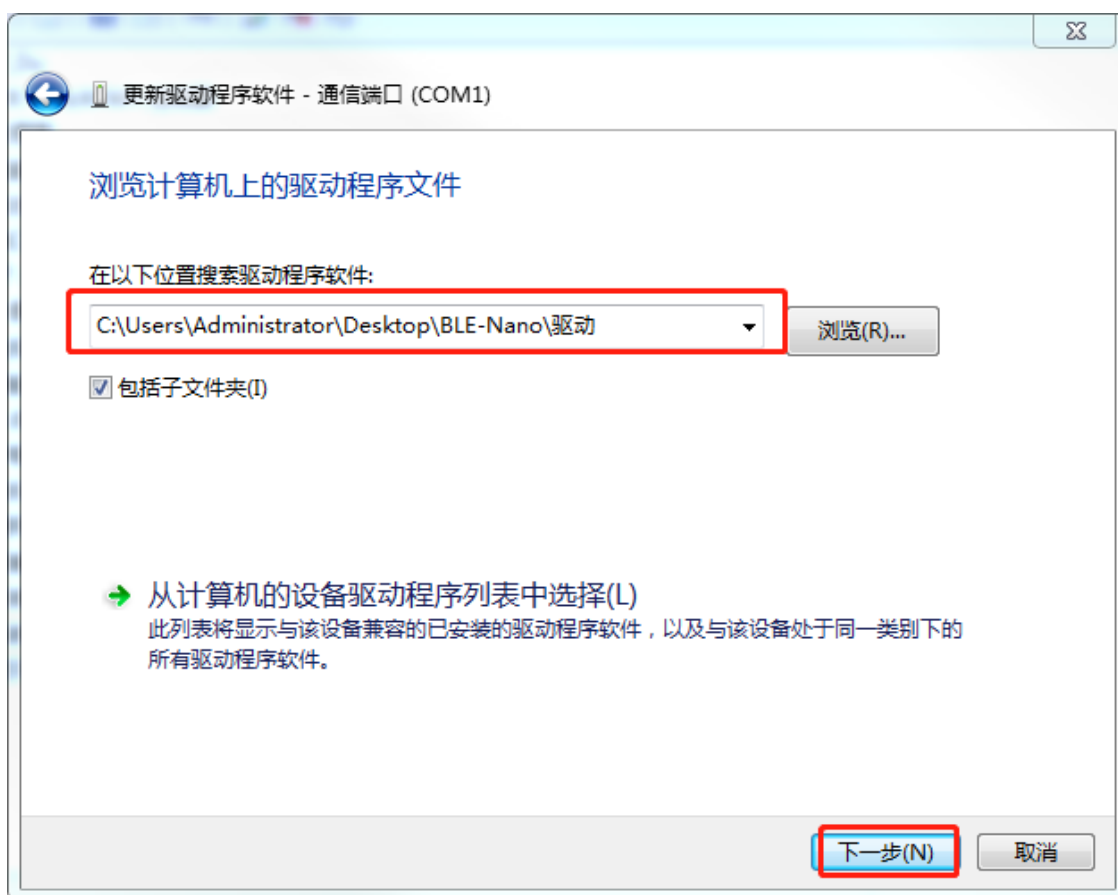 更新驱动程序软件 - 通信端口 (COM1)
浏览计算机上的驱动程序文件
在以下位置搜索驱动程序软件:
C:\Users\Administrator\Desktop\BLE-Nano\驱动
浏览(R)...
包括子文件夹(I)
从计算机的设备驱动程序列表中选择(L)
此列表将显示与该设备兼容的已安装的驱动程序软件，以及与该设备处于同一类别下的
所有驱动程序软件。
下一步(N)
取消